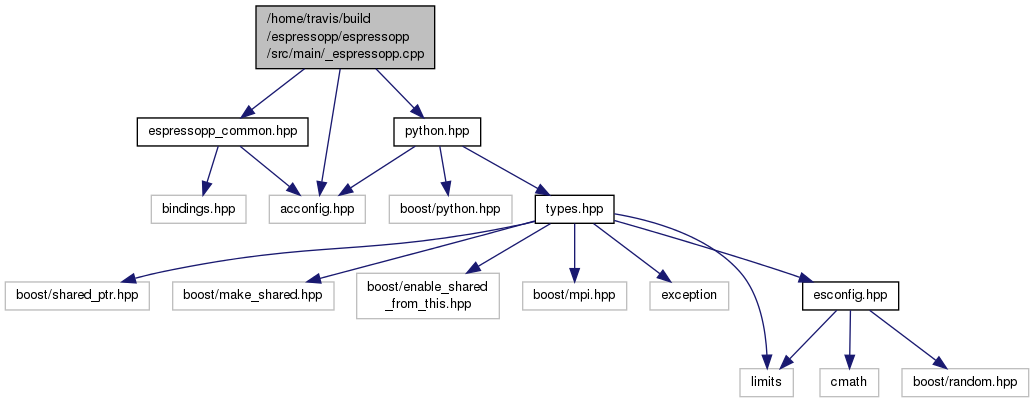 /home/travis/build
/espressopp/espressopp
/src/main/_espressopp.cpp
espressopp_common.hpp
python.hpp
bindings.hpp
acconfig.hpp
boost/python.hpp
types.hpp
boost/shared_ptr.hpp
boost/make_shared.hpp
boost/enable_shared
_from_this.hpp
boost/mpi.hpp
exception
esconfig.hpp
limits
cmath
boost/random.hpp